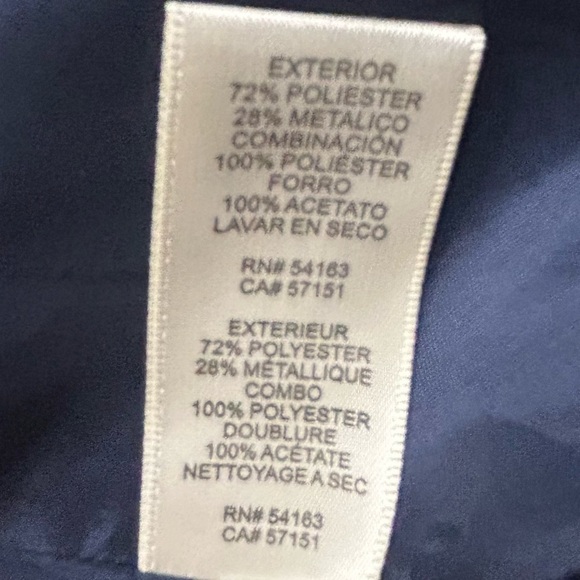 EXTERIOR
72% POLIESTER
28% METALICO
COMBINACIÓN
100% POLIÉSTER
FORRO
100% ACETATO
LAVAR EN SECO
RN# 54163
CA# 57151
EXTERIEUR
72% POLYESTER
28% MÉTALLIQUE
COMBO
100% POLYESTER
DOUBLURE
100% ACÉTATE
NETTOYAGE A SEC
RN# 54163
CA# 57151